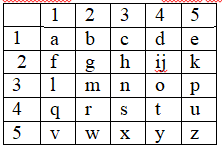 1 2 3 4 5
1 a b c d e
2 f g h ij k
3 l m n o p
4 q r s t u
5 v w x y z